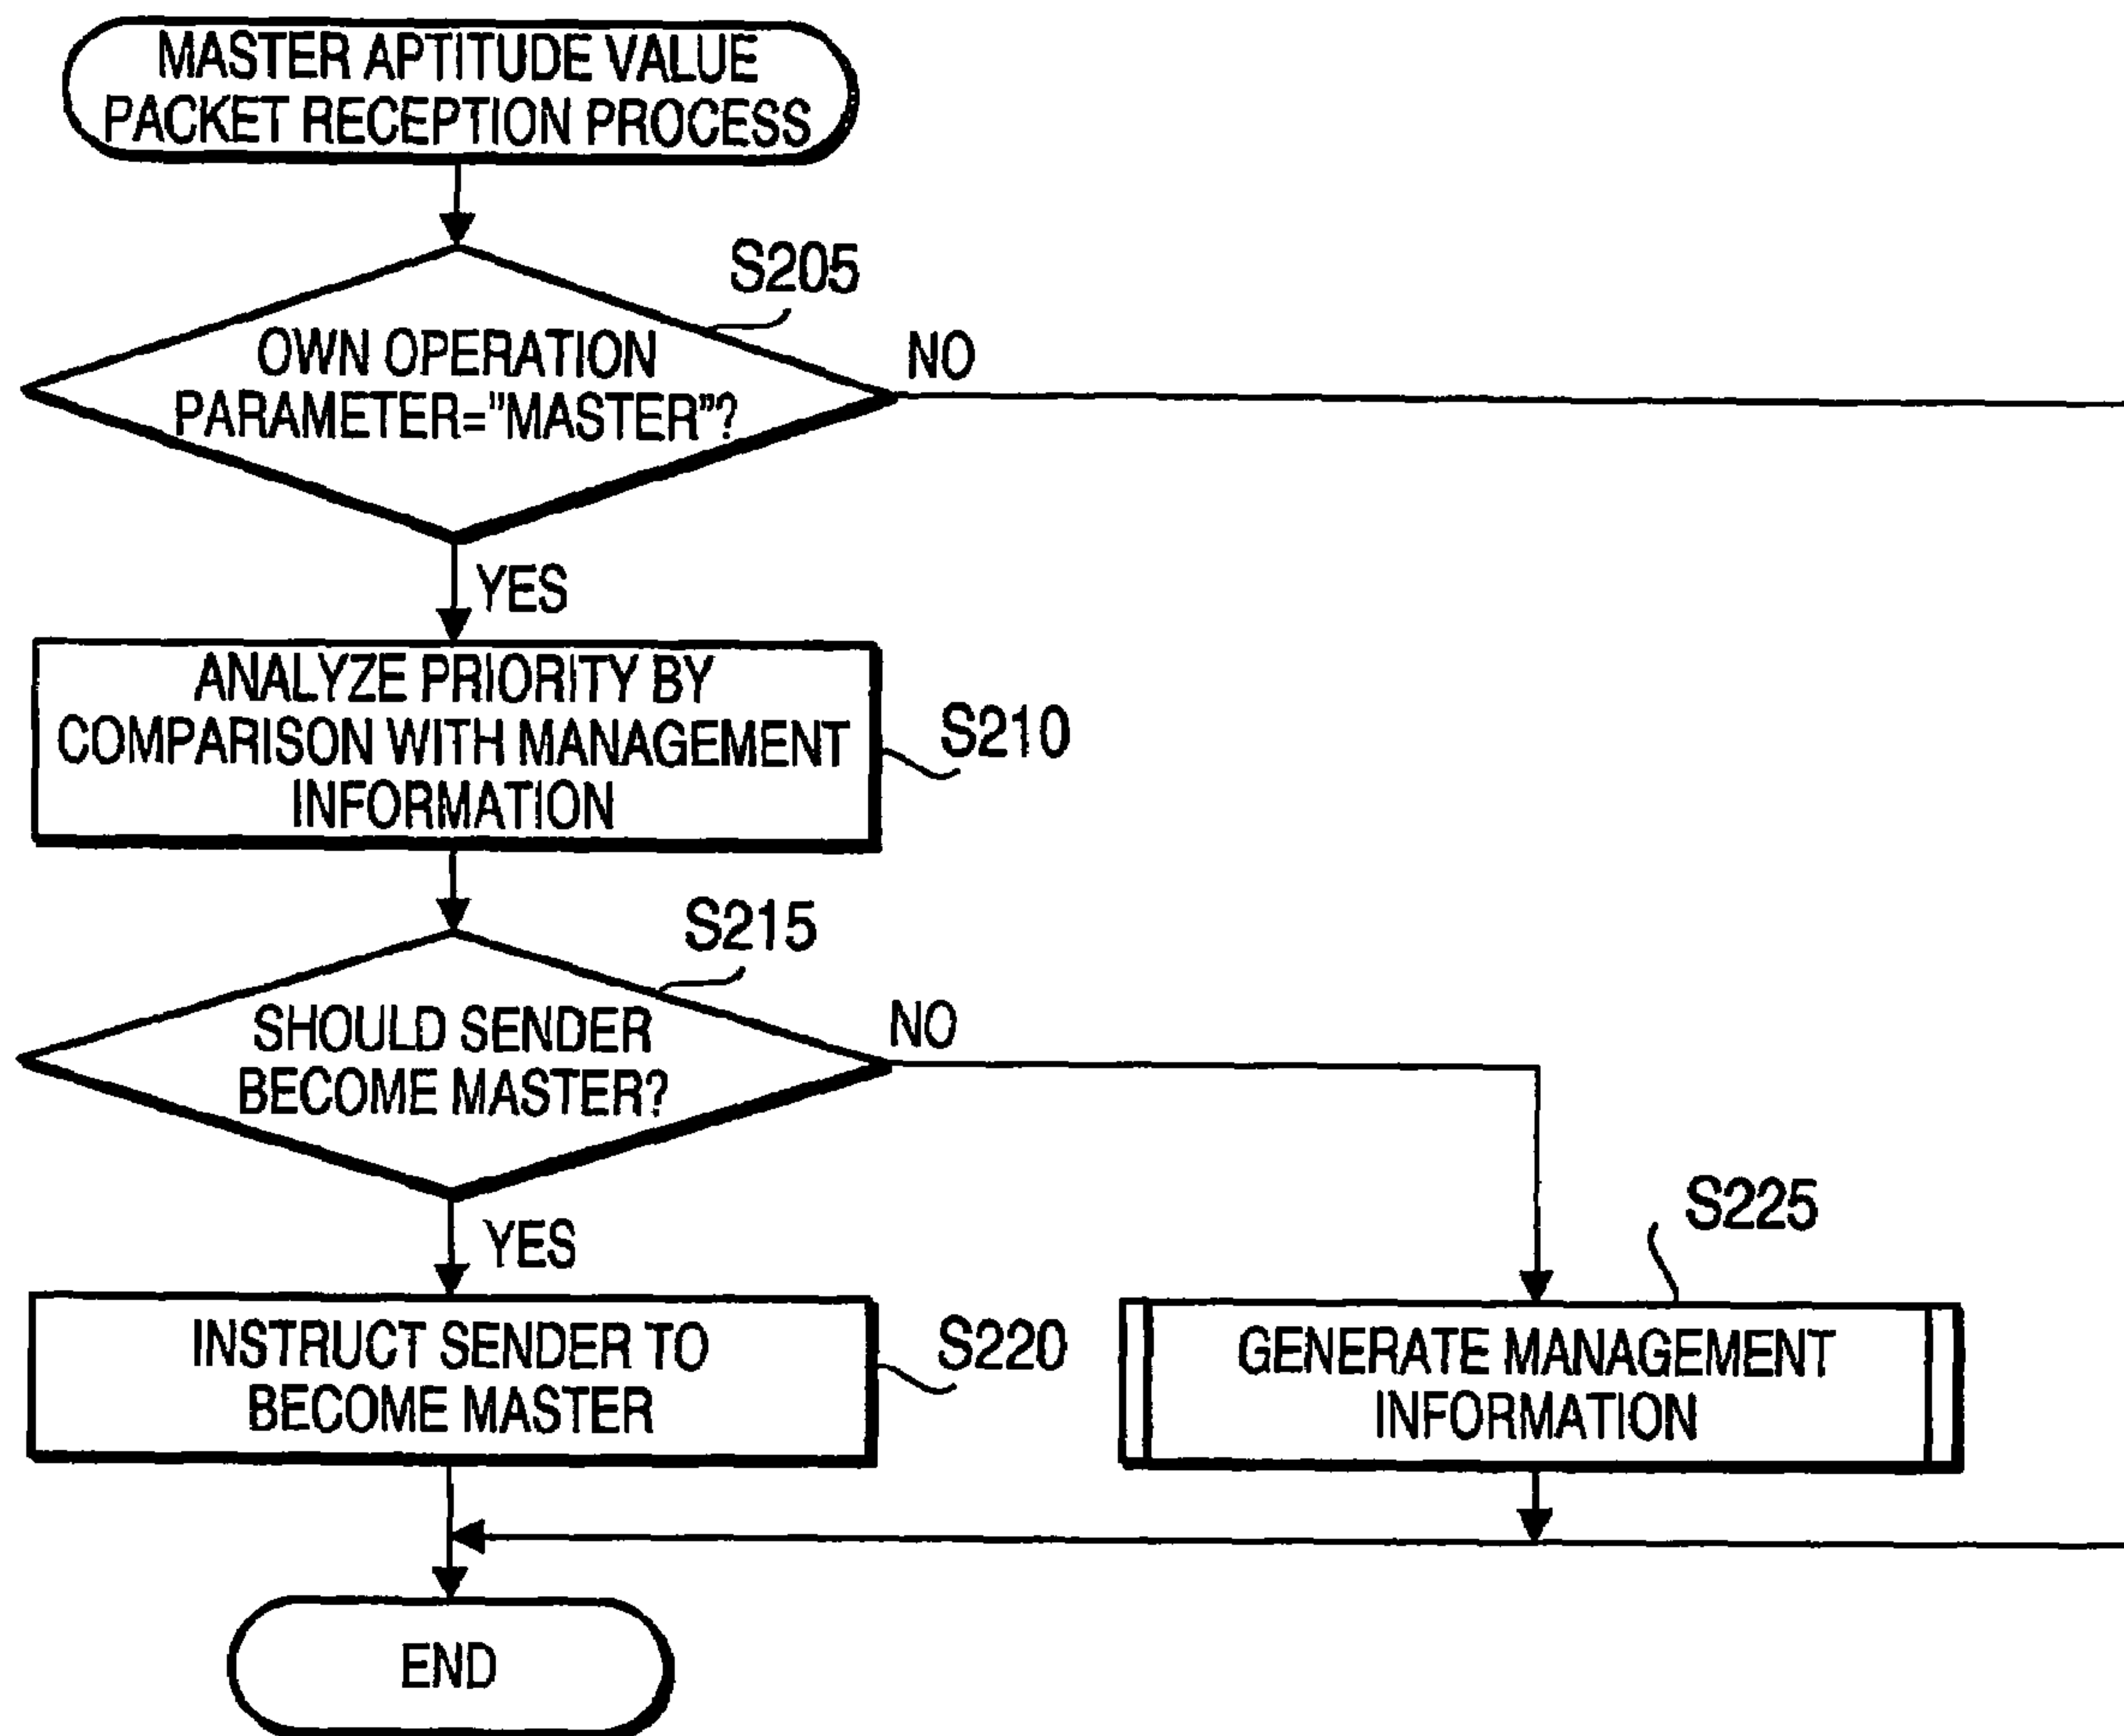 MASTER APTITUDE VALUE
PACKET RECEPTION PROCESS
S205
OWN OPERATION
PARAMETER="MASTER"?
NO
YES
ANALYZE PRIORITY BY
COMPARISON WITH MANAGEMENT
INFORMATION
S210
S215
SHOULD SENDER
BECOME MASTER?
NO
YES
S225
INSTRUCT SENDER TO
BECOME MASTER
S220
GENERATE MANAGEMENT
INFORMATION
END